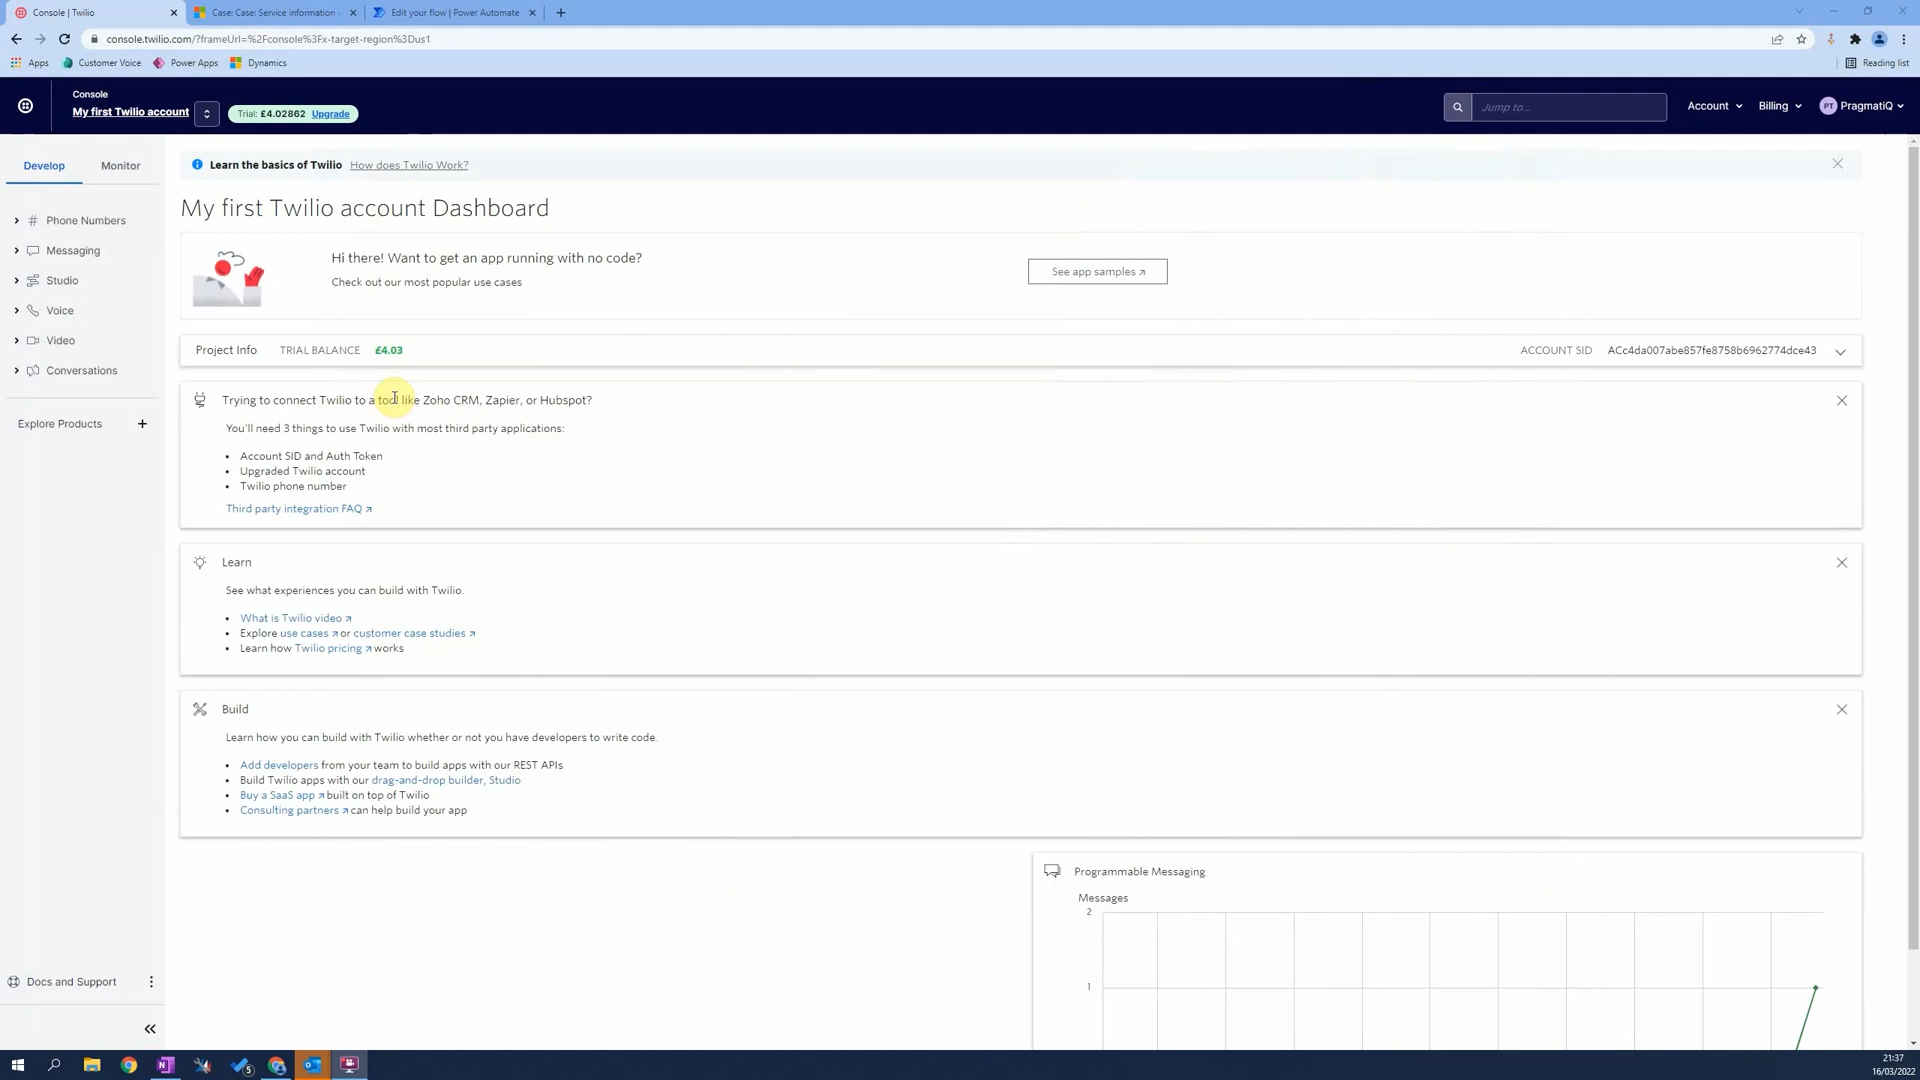 Console | Twilio
Case: Case: Service information r
Edit your flow | Power Automate
console.twilio.com/?frameUrl=%2Fconsole%3Fx-target-region%3Dus1
Apps
Customer Voice
Power Apps
Dynamics
Reading list
Console
My first Twilio account
Trial: £4.02862 Upgrade
Jump to...
Account
Billing
PT
PragmatiQ
Develop
Monitor
# Phone Numbers
Messaging
Studio
Voice
Video
Conversations
Explore Products +
Docs and Support
Learn the basics of Twilio How does Twilio Work?
My first Twilio account Dashboard
Hi there! Want to get an app running with no code?
Check out our most popular use cases
See app samples
Project Info TRIAL BALANCE £4.03
ACCOUNT SID ACc4da007abe857fe8758b6962774dce43
Trying to connect Twilio to a tool like Zoho CRM, Zapier, or Hubspot?
You'll need 3 things to use Twilio with most third party applications:
• Account SID and Auth Token
• Upgraded Twilio account
• Twilio phone number
Third party integration FAQ
Learn
See what experiences you can build with Twilio.
• What is Twilio video
• Explore use cases or customer case studies
• Learn how Twilio pricing works
Build
Learn how you can build with Twilio whether or not you have developers to write code.
• Add developers from your team to build apps with our REST APIs
• Build Twilio apps with our drag-and-drop builder, Studio
• Buy a SaaS app built on top of Twilio
• Consulting partners can help build your app
Programmable Messaging
Messages
2
1
5
21:37
16/03/2022